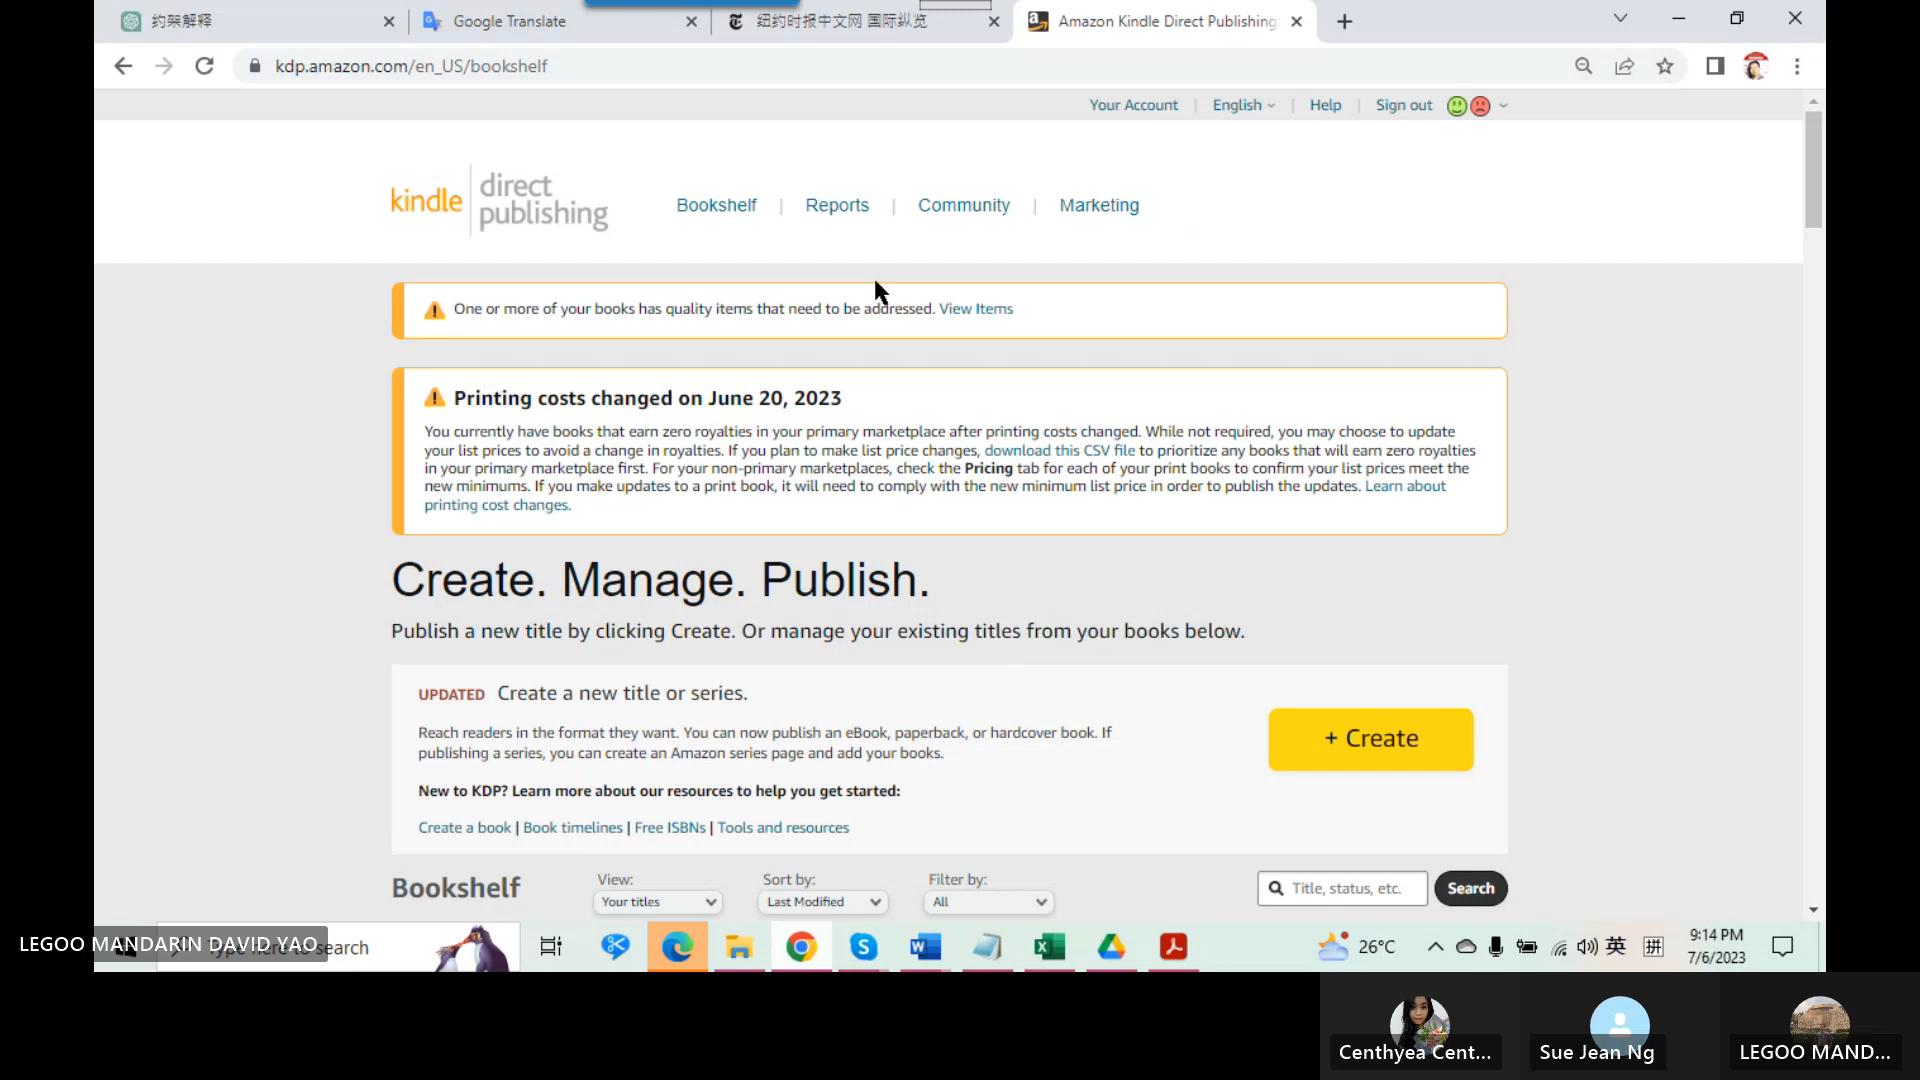 约架解释
Google Translate
纽约时报中文网 国际纵览
Amazon Kindle Direct Publishing
kdp.amazon.com/en_US/bookshelf
Your Account | English | Help | Sign out
kindle direct publishing
Bookshelf | Reports | Community | Marketing
One or more of your books has quality items that need to be addressed. View Items
Printing costs changed on June 20, 2023
You currently have books that earn zero royalties in your primary marketplace after printing costs changed. While not required, you may choose to update
your list prices to avoid a change in royalties. If you plan to make list price changes, download this CSV file to prioritize any books that will earn zero royalties
in your primary marketplace first. For your non-primary marketplaces, check the Pricing tab for each of your print books to confirm your list prices meet the
new minimums. If you make updates to a print book, it will need to comply with the new minimum list price in order to publish the updates. Learn about
printing cost changes.
Create. Manage. Publish.
Publish a new title by clicking Create. Or manage your existing titles from your books below.
UPDATED Create a new title or series.
Reach readers in the format they want. You can now publish an eBook, paperback, or hardcover book. If
publishing a series, you can create an Amazon series page and add your books.
+ Create
New to KDP? Learn more about our resources to help you get started:
Create a book | Book timelines | Free ISBNs | Tools and resources
Bookshelf
View:
Your titles
Sort by:
Last Modified
Filter by:
All
Title, status, etc.
Search
LEGOO MANDARIN DAVID YAO
Type here to search
26°C
英
拼
9:14 PM
7/6/2023
Centhyea Cent...
Sue Jean Ng
LEGOO MAND...